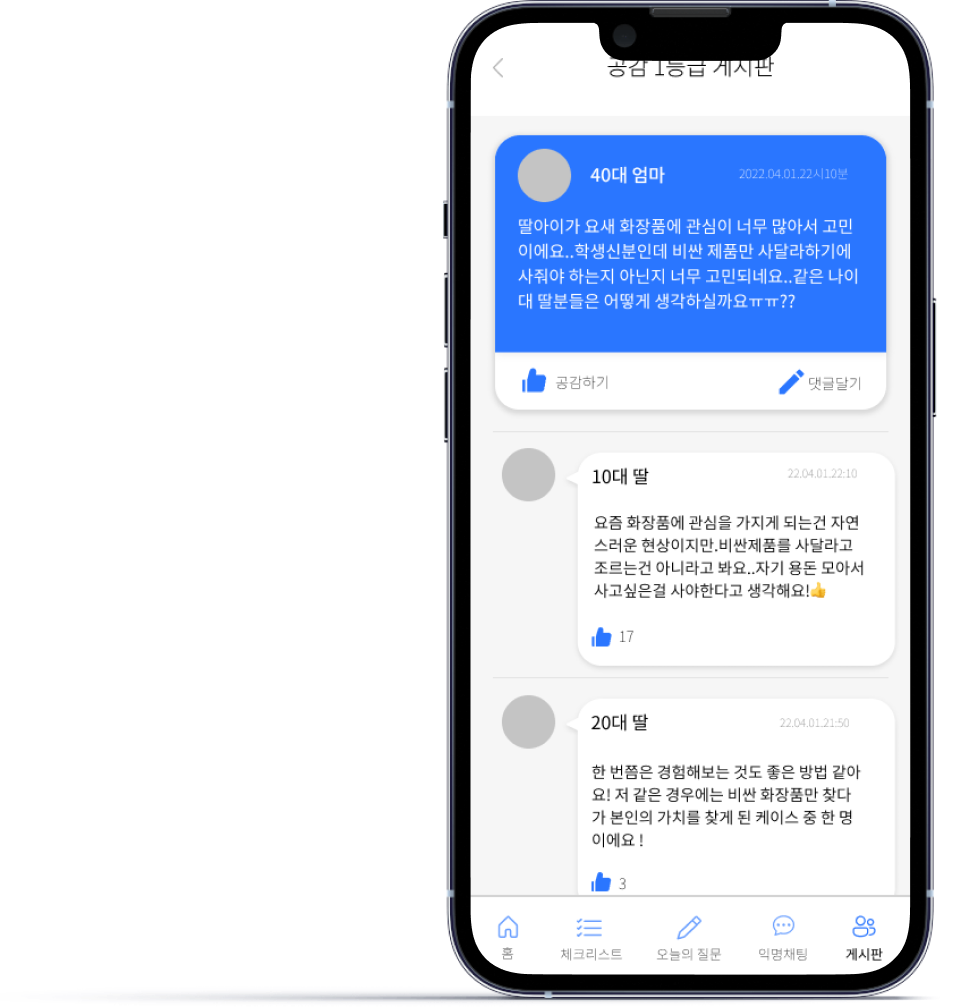 공감 1등급 게시판
40대 엄마
2022.04.01.22시10분
딸아이가 요새 화장품에 관심이 너무 많아서 고민
이에요..학생신분인데 비싼 제품만 사달라하기에
사줘야 하는지 아닌지 너무 고민되네요..같은 나이
대 딸분들은 어떻게 생각하실까요ㅠㅠ??
공감하기
댓글달기
10대 딸
22.04.01.22:10
요즘 화장품에 관심을 가지게 되는건 자연
스러운 현상이지만.비싼제품를 사달라고
조르는건 아니라고 봐요..자기 용돈 모아서
사고싶은걸 사야한다고 생각해요!👍
17
20대 딸
22.04.01.21:50
한 번쯤은 경험해보는 것도 좋은 방법 같아
요! 저 같은 경우에는 비싼 화장품만 찾다
가 본인의 가치를 찾게 된 케이스 중 한 명
이에요 !
3
홈
체크리스트
오늘의 질문
익명채팅
게시판